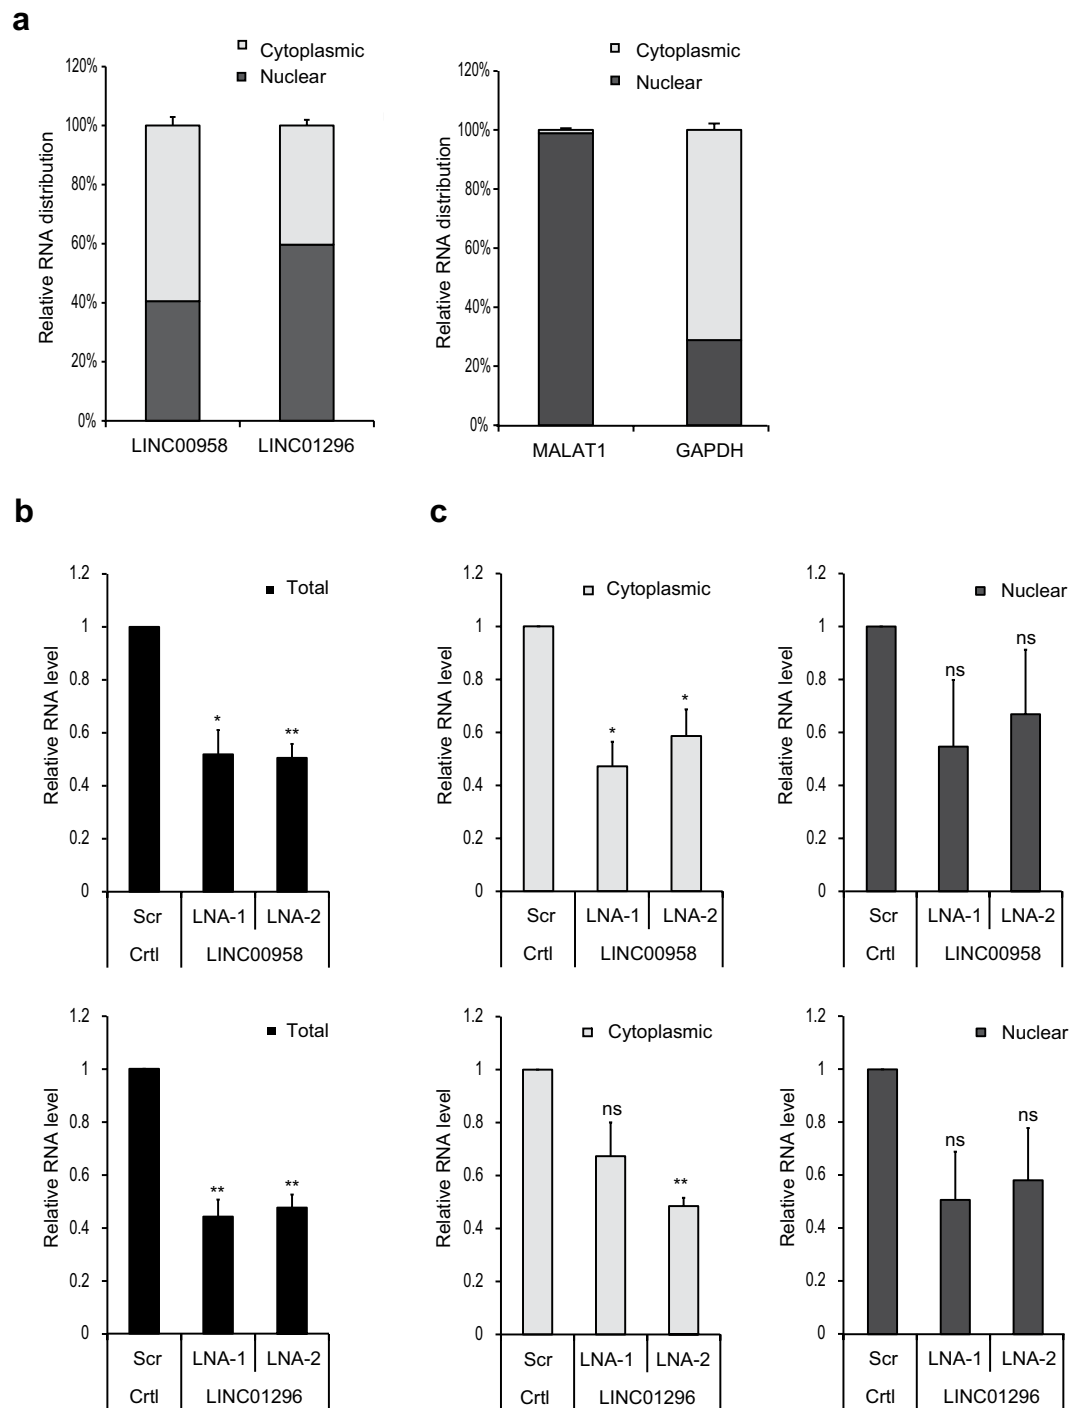 a
Cytoplasmic
Nuclear
120%
100%
80%
60%
40%
20%
0%
Relative RNA distribution
LINC00958 LINC01296
Cytoplasmic
Nuclear
120%
100%
80%
60%
40%
20%
0%
Relative RNA distribution
MALAT1 GAPDH
b
Total
1.2
1
0.8
0.6
0.4
0.2
0
Relative RNA level
* **
Scr LNA-1 LNA-2
Crtl LINC00958
Total
1.2
1
0.8
0.6
0.4
0.2
0
Relative RNA level
** **
Scr LNA-1 LNA-2
Crtl LINC01296
c
Cytoplasmic
1.2
1
0.8
0.6
0.4
0.2
0
Relative RNA level
* *
Scr LNA-1 LNA-2
Crtl LINC00958
Nuclear
1.2
1
0.8
0.6
0.4
0.2
0
Relative RNA level
ns ns
Scr LNA-1 LNA-2
Crtl LINC00958
Cytoplasmic
1.2
1
0.8
0.6
0.4
0.2
0
Relative RNA level
ns **
Scr LNA-1 LNA-2
Crtl LINC01296
Nuclear
1.2
1
0.8
0.6
0.4
0.2
0
Relative RNA level
ns ns
Scr LNA-1 LNA-2
Crtl LINC01296